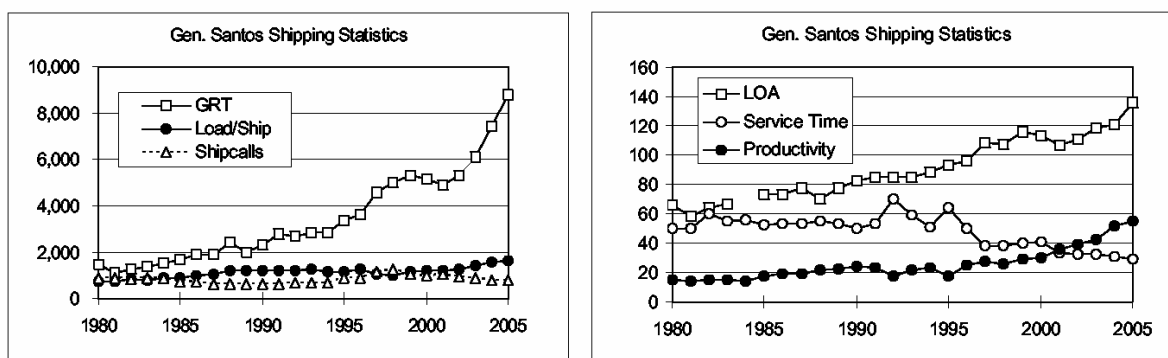 Gen. Santos Shipping Statistics
10,000
8,000
6,000
4,000
2,000
0
GRT
Load/Ship
Shipcalls
1980 1985 1990 1995 2000 2005
Gen. Santos Shipping Statistics
160
140
120
100
80
60
40
20
0
LOA
Service Time
Productivity
1980 1985 1990 1995 2000 2005